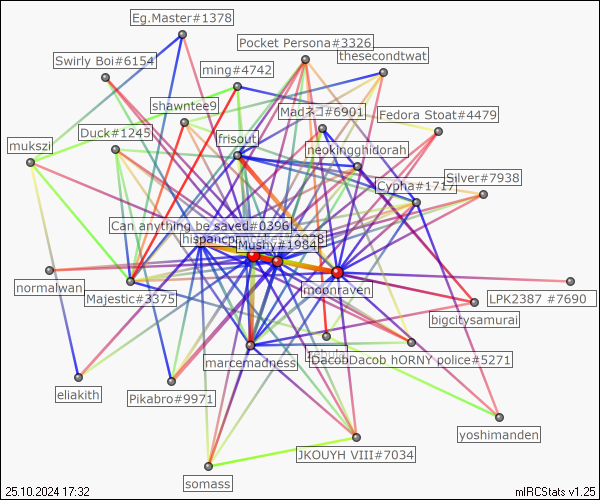 Eg.Master#1378
Pocket Persona#3326
thesecondtwat
Swirly Boi#6154
ming#4742
shawntee9
Madネコ#6901
Fedora Stoat#4479
Duck#1245
frisout
mukszi
neokingghidorah
Cypha#1717
Silver#7938
Can anything be saved#0396
Mushy#1984
normalwan
moonraven
Majestic#3375
LPK2387 #7690
bigcitysamurai
marcemadness
DacobDacob hORNY police#5271
eliakith
Pikabro#9971
yoshimanden
JKOUYH VIII#7034
somass
25.10.2024 17:32
mIRCStats v1.25